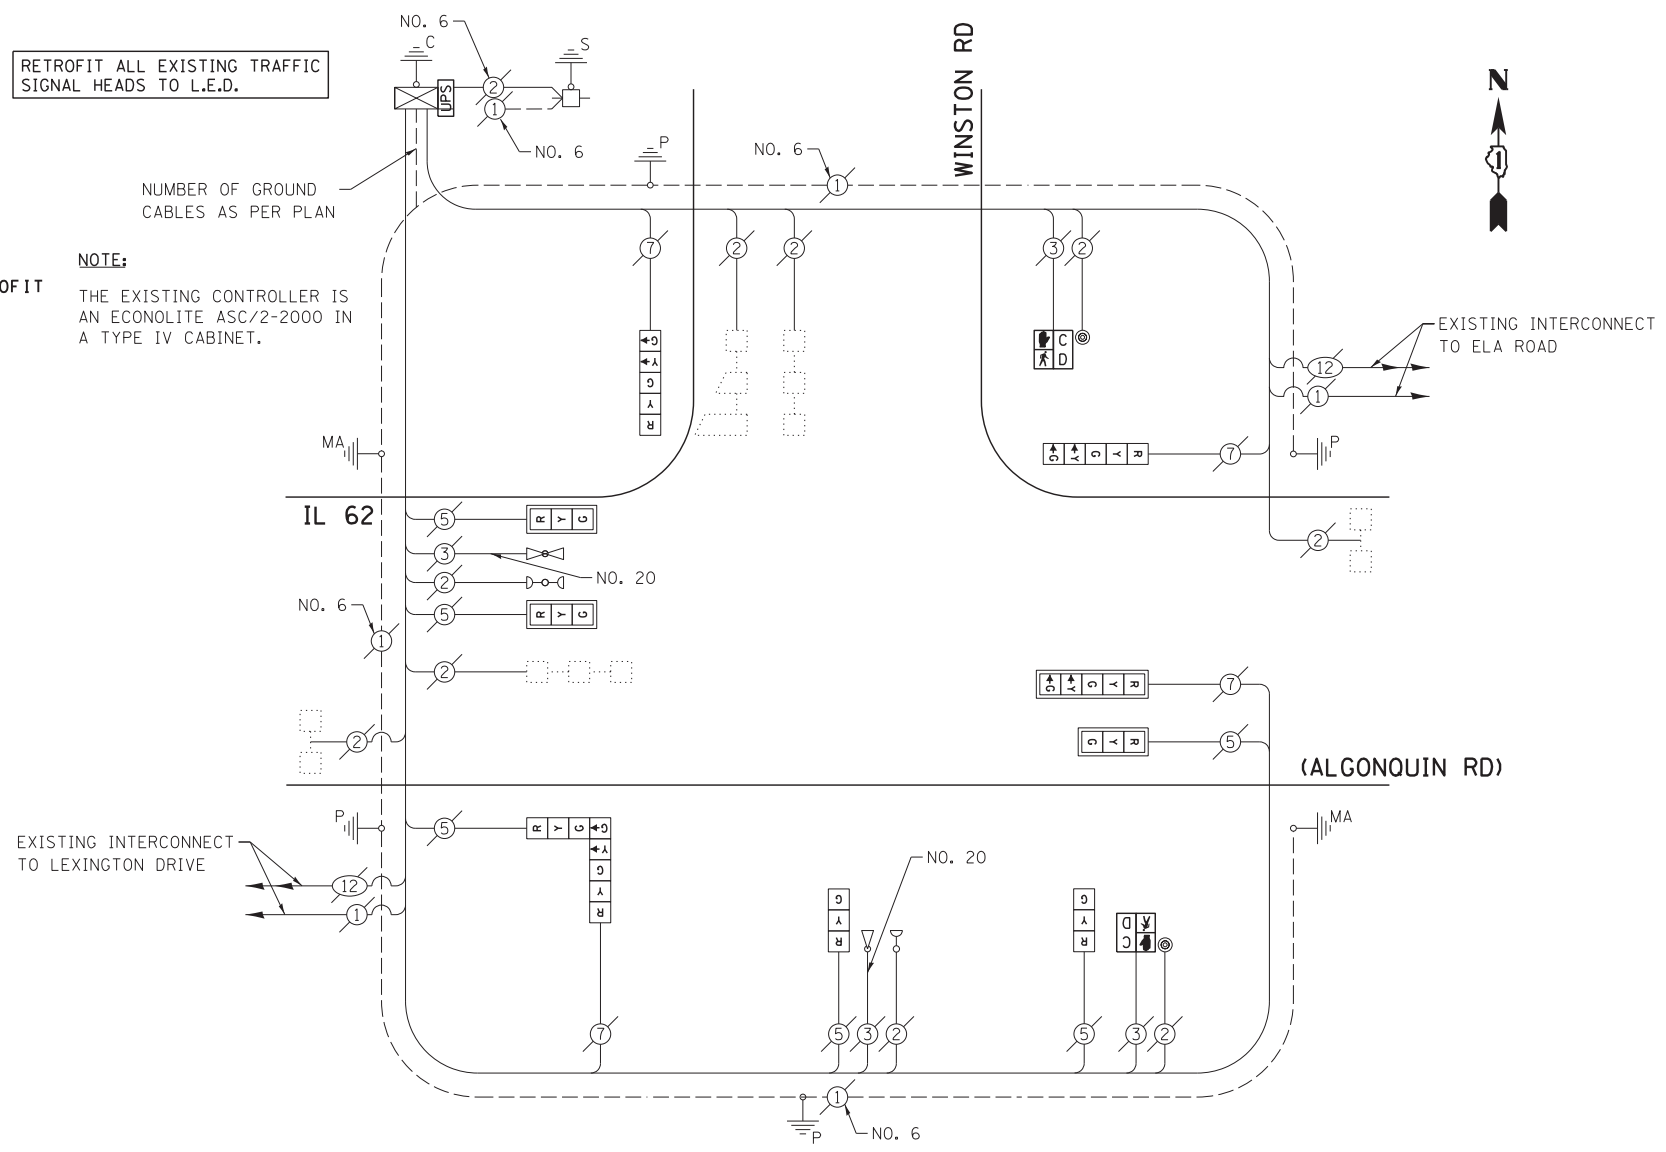 NO. 6
C
S
RETROFIT ALL EXISTING TRAFFIC
SIGNAL HEADS TO L.E.D.
UPS
2
1
NO. 6
WINSTON RD
N
1
P
NO. 6
1
NUMBER OF GROUND
CABLES AS PER PLAN
7
2
2
3
2
NOTE:
OFIT
THE EXISTING CONTROLLER IS
AN ECONOLITE ASC/2-2000 IN
A TYPE IV CABINET.
G
Y
G
Y
R
C
D
EXISTING INTERCONNECT
TO ELA ROAD
12
1
MA
G Y G Y R
7
P
IL 62
5
R Y G
3
NO. 20
2
2
NO. 6
5
R Y G
1
2
G Y G Y R
7
2
R Y G
5
(ALGONQUIN RD)
P
5
R Y G G
Y
G
Y
R
MA
EXISTING INTERCONNECT
TO LEXINGTON DRIVE
12
1
NO. 20
G
Y
R
G
Y
R
D
C
7
5
3
2
5
3
2
1
P
NO. 6